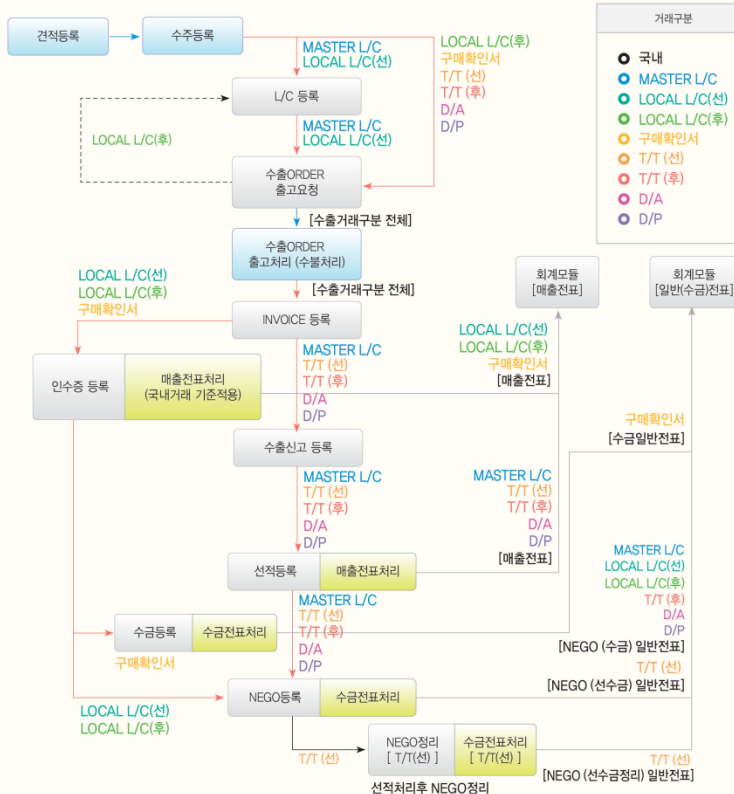 견적등록
수주등록
MASTER L/C
LOCAL L/C(선)
LOCAL L/C(후)
구매확인서
T/T (선)
T/T (후)
D/A
D/P
거래구분
국내
MASTER L/C
LOCAL L/C(선)
LOCAL L/C(후)
구매확인서
T/T (선)
T/T (후)
D/A
D/P
L/C 등록
MASTER L/C
LOCAL L/C(선)
LOCAL L/C(후)
수출ORDER
출고요청
[수출거래구분 전체]
수출ORDER
출고처리 (수불처리)
[수출거래구분 전체]
회계모듈
[매출전표]
회계모듈
[일반(수금)전표]
LOCAL L/C(선)
LOCAL L/C(후)
구매확인서
INVOICE 등록
MASTER L/C
T/T (선)
T/T (후)
D/A
D/P
LOCAL L/C(선)
LOCAL L/C(후)
구매확인서
[매출전표]
인수증 등록
매출전표처리
(국내거래 기준적용)
구매확인서
[수금일반전표]
수출신고 등록
MASTER L/C
T/T (선)
T/T (후)
D/A
D/P
MASTER L/C
T/T (선)
T/T (후)
D/A
D/P
[매출전표]
선적등록
매출전표처리
MASTER L/C
T/T (선)
T/T (후)
D/A
D/P
MASTER L/C
LOCAL L/C(선)
LOCAL L/C(후)
T/T (후)
D/A
D/P
[NEGO (수금) 일반전표]
수금등록
수금전표처리
구매확인서
T/T (선)
[NEGO (선수금) 일반전표]
NEGO등록
수금전표처리
LOCAL L/C(선)
LOCAL L/C(후)
T/T (선)
NEGO정리
[ T/T(선) ]
수금전표처리
[ T/T(선) ]
선적처리후 NEGO정리
T/T (선)
[NEGO (선수금정리) 일반전표]